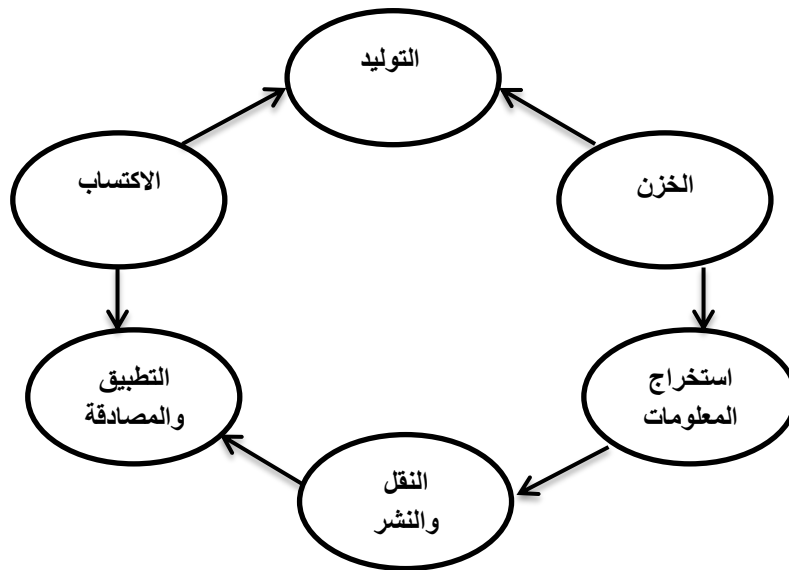 التوليد
الخزن
الاكتساب
استخراج
المعلومات
التطبيق
والمصادقة
النقل
والنشر